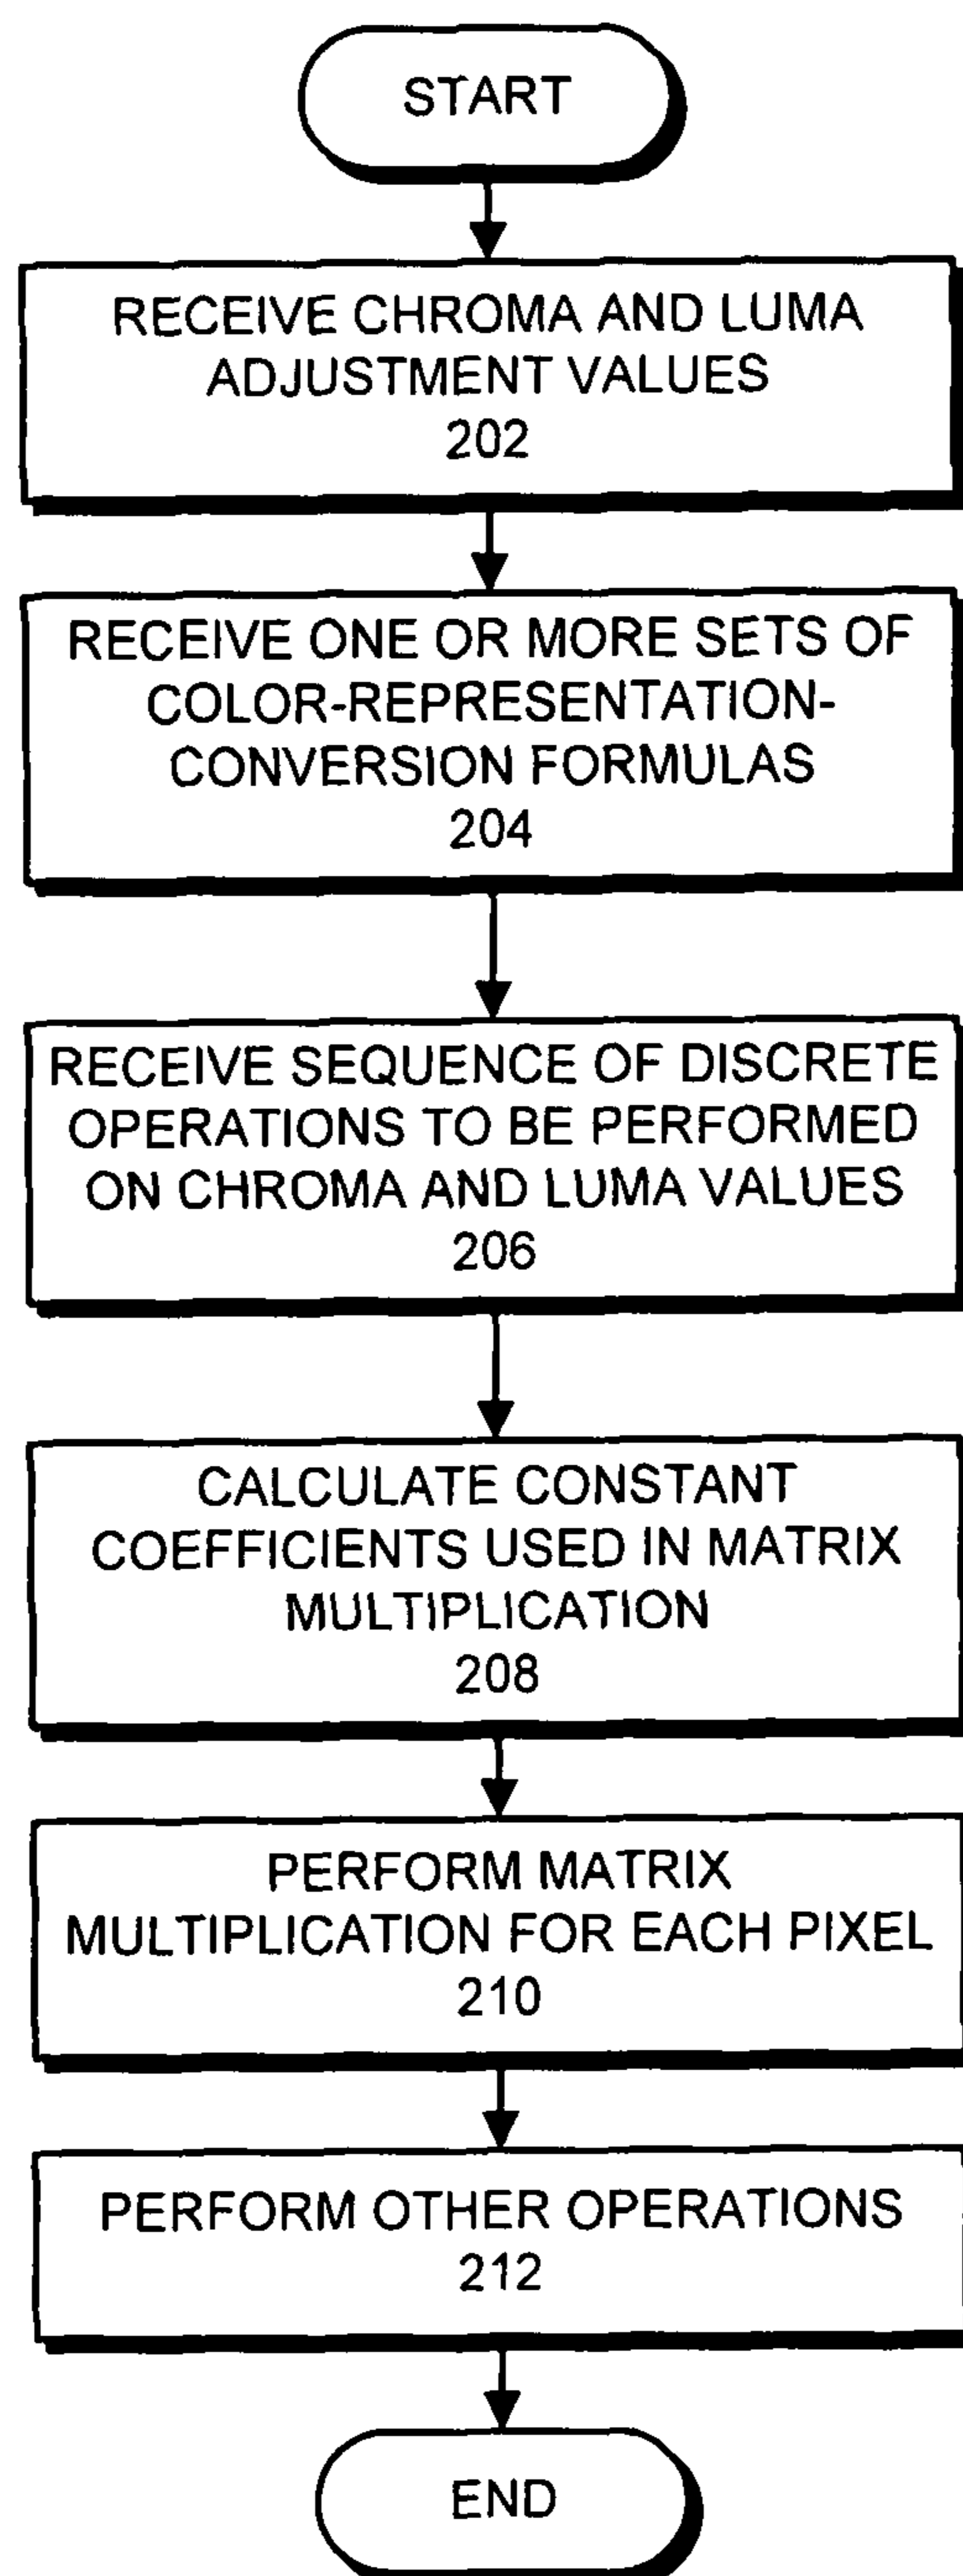 START
RECEIVE CHROMA AND LUMA
ADJUSTMENT VALUES
202
RECEIVE ONE OR MORE SETS OF
COLOR-REPRESENTATION-
CONVERSION FORMULAS
204
RECEIVE SEQUENCE OF DISCRETE
OPERATIONS TO BE PERFORMED
ON CHROMA AND LUMA VALUES
206
CALCULATE CONSTANT
COEFFICIENTS USED IN MATRIX
MULTIPLICATION
208
PERFORM MATRIX
MULTIPLICATION FOR EACH PIXEL
210
PERFORM OTHER OPERATIONS
212
END